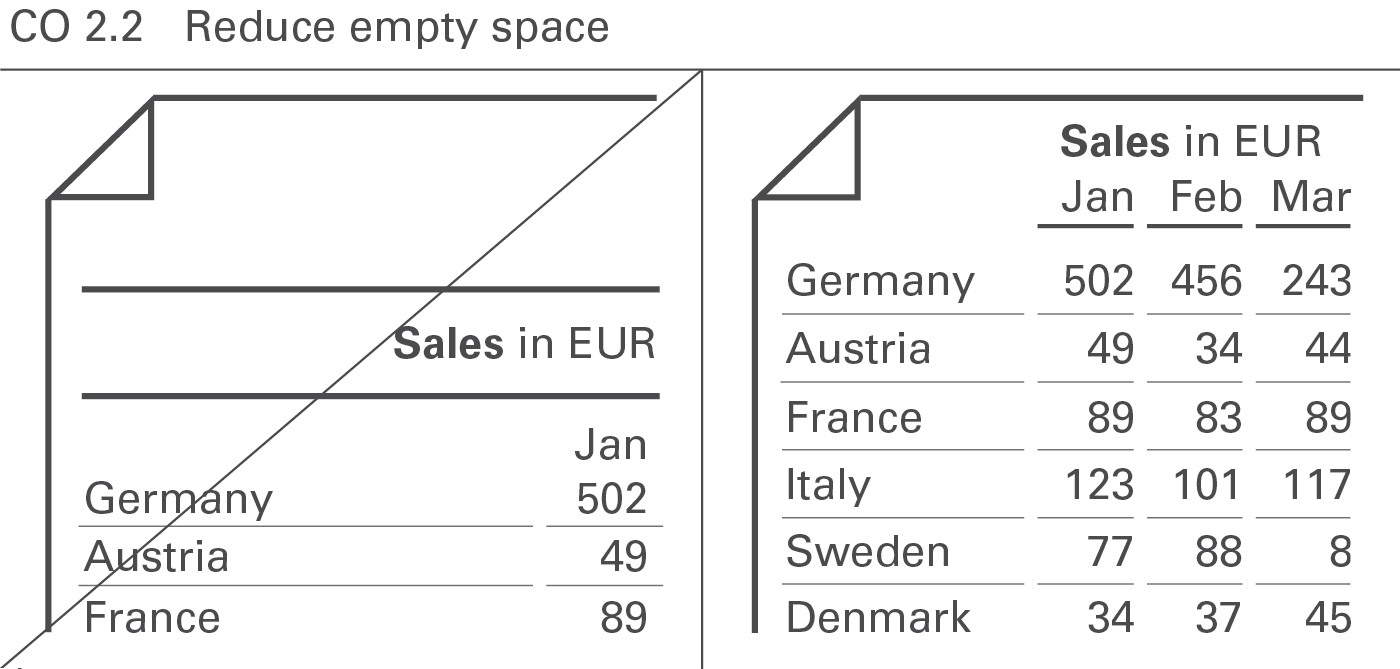 CO 2.2 Reduce empty space
Sales in EUR
Jan
Germany 502
Austria 49
France 89
Sales in EUR
Jan Feb Mar
Germany 502 456 243
Austria 49 34 44
France 89 83 89
Italy 123 101 117
Sweden 77 88 8
Denmark 34 37 45